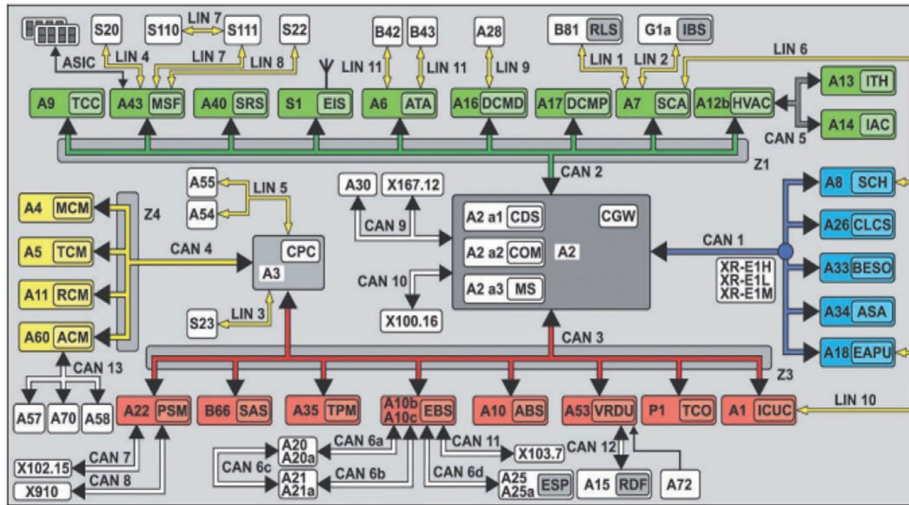 S20
S110
LIN 7
S111
S22
B42
B43
A28
B81 RLS
G1a IBS
ASIC
LIN 4
LIN 7
LIN 8
LIN 11
LIN 11
LIN 9
LIN 1
LIN 2
LIN 6
A9 TCC
A43 MSF
A40 SRS
S1 EIS
A6 ATA
A16 DCMD
A17 DCMP
A7 SCA
A12b HVAC
A13 ITH
A14 IAC
CAN 5
Z1
CAN 2
A55
A54
LIN 5
A30
X167.12
CAN 9
CAN 10
X100.16
A2 a1 CDS
A2 a2 COM
A2 a3 MS
CGW
A2
CAN 1
XR-E1H
XR-E1L
XR-E1M
A8 SCH
A26 CLCS
A33 BESO
A34 ASA
A18 EAPU
Z4
A4 MCM
A5 TCM
A11 RCM
A60 ACM
CAN 4
CPC
A3
S23
LIN 3
CAN 3
Z3
CAN 13
A57
A70
A58
A22 PSM
B66 SAS
A35 TPM
A10b
A10c
EBS
A10 ABS
A53 VRDU
P1 TCO
A1 ICUC
LIN 10
CAN 7
X102.15
CAN 8
X910
CAN 6c
A20
A20a
CAN 6a
A21
A21a
CAN 6b
CAN 11
X103.7
CAN 6d
A25
A25a
ESP
CAN 12
A15 RDF
A72